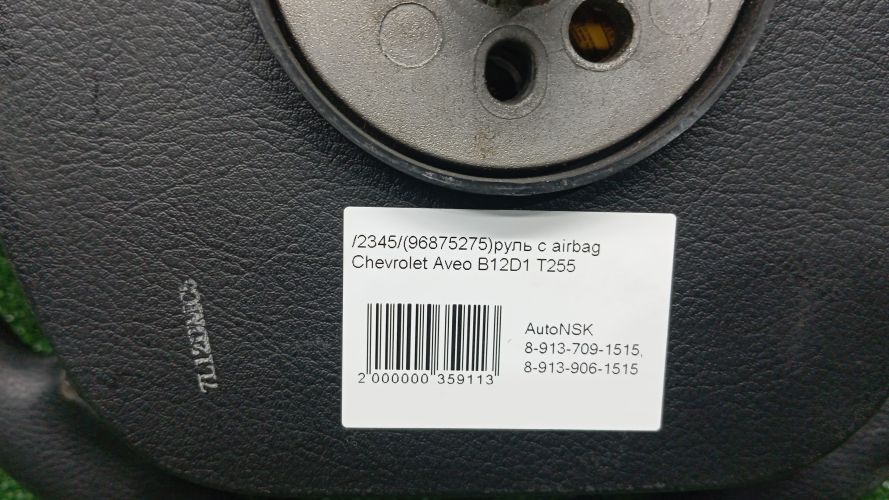 /2345/(96875275)руль с airbag
Chevrolet Aveo B12D1 T255
AutoNSK
8-913-709-1515,
8-913-906-1515
2 000000 359113